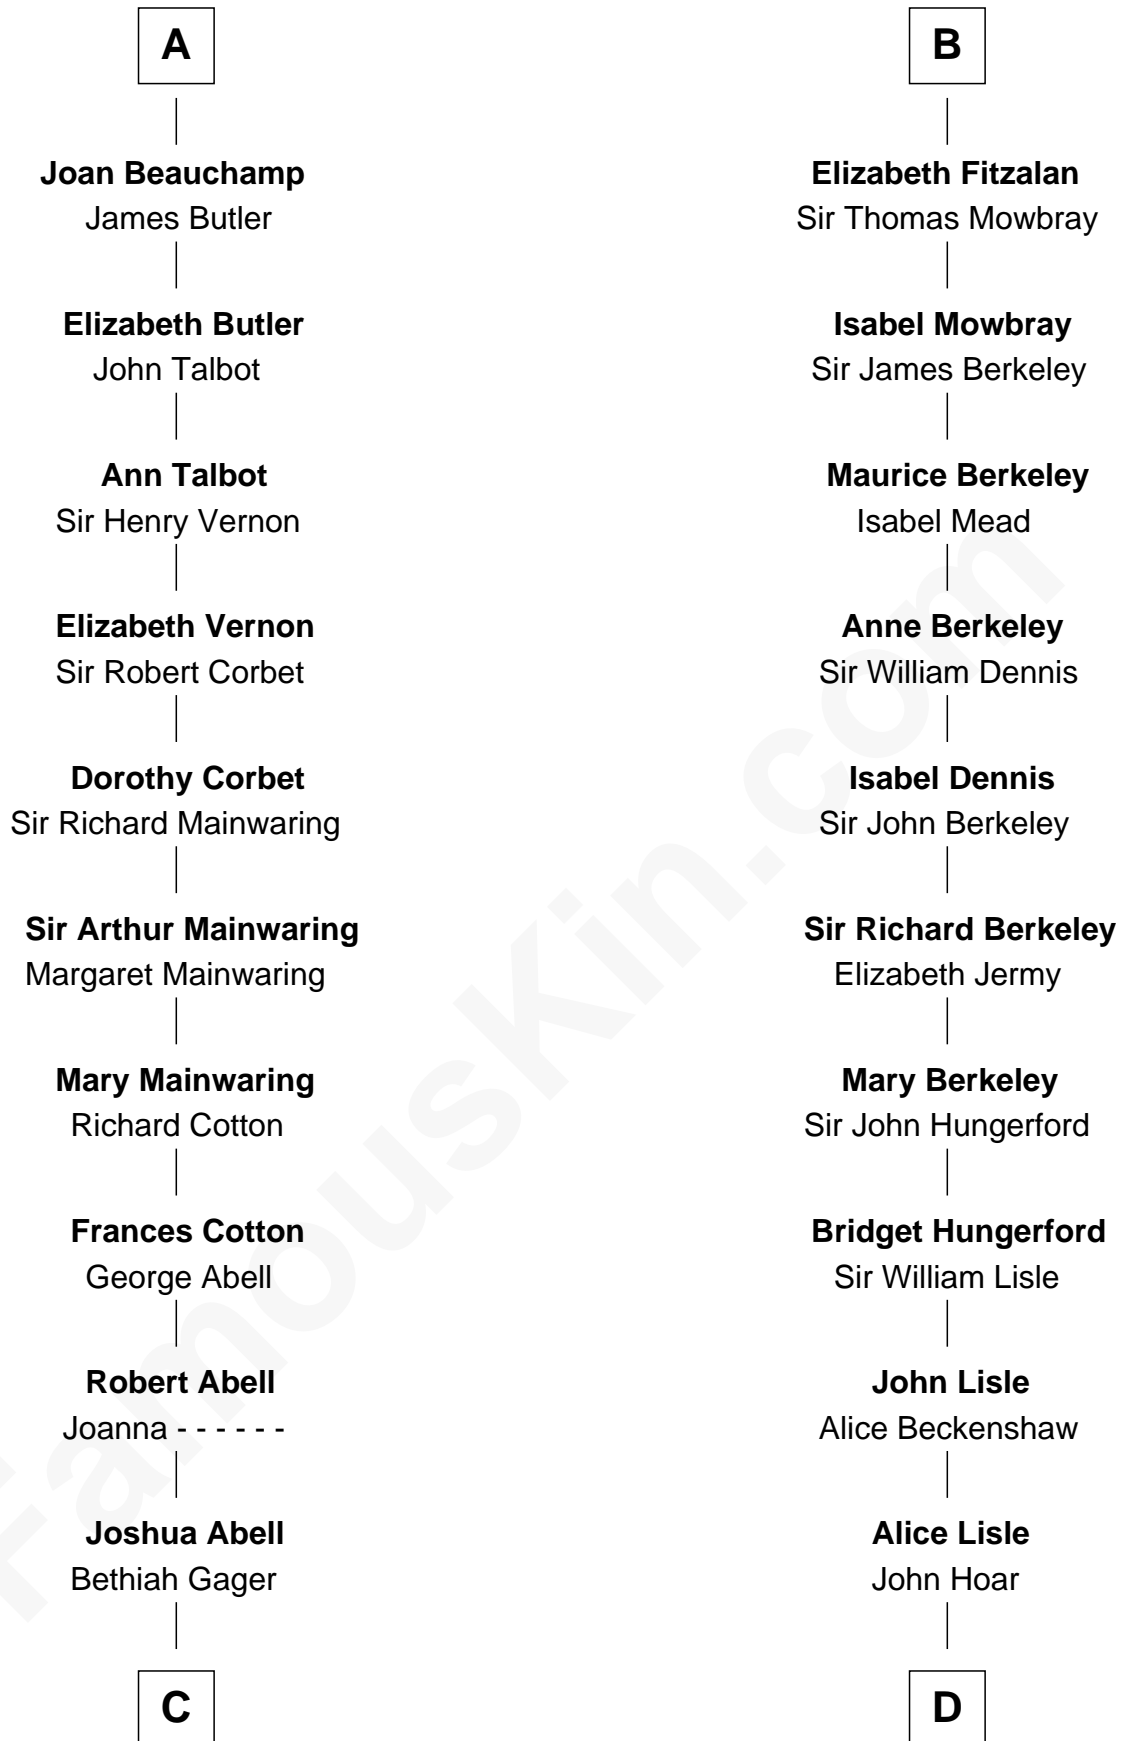 A
Joan Beauchamp
James Butler
Elizabeth Butler
John Talbot
Ann Talbot
Sir Henry Vernon
Elizabeth Vernon
Sir Robert Corbet
Dorothy Corbet
Sir Richard Mainwaring
Sir Arthur Mainwaring
Margaret Mainwaring
Mary Mainwaring
Richard Cotton
Frances Cotton
George Abell
Robert Abell
Joanna - - - - - -
Joshua Abell
Bethiah Gager
C
B
Elizabeth Fitzalan
Sir Thomas Mowbray
Isabel Mowbray
Sir James Berkeley
Maurice Berkeley
Isabel Mead
Anne Berkeley
Sir William Dennis
Isabel Dennis
Sir John Berkeley
Sir Richard Berkeley
Elizabeth Jermy
Mary Berkeley
Sir John Hungerford
Bridget Hungerford
Sir William Lisle
John Lisle
Alice Beckenshaw
Alice Lisle
John Hoar
D
FamousKin.com